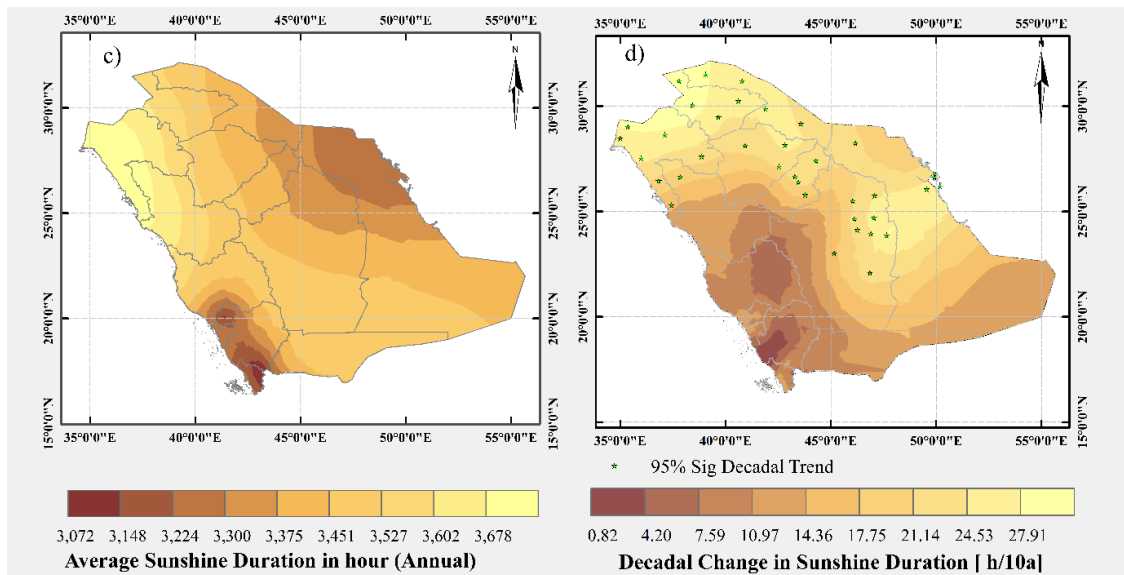 35°0'0"E 40°0'0"E 45°0'0"E 50°0'0"E 55°0'0"E
c)
N
30°0'0"N
25°0'0"N
20°0'0"N
15°0'0"N
30°0'0"N
25°0'0"N
20°0'0"N
15°0'0"N
35°0'0"E 40°0'0"E 45°0'0"E 50°0'0"E 55°0'0"E
3,072 3,148 3,224 3,300 3,375 3,451 3,527 3,602 3,678
Average Sunshine Duration in hour (Annual)
35°0'0"E 40°0'0"E 45°0'0"E 50°0'0"E 55°0'0"E
d)
N
30°0'0"N
25°0'0"N
20°0'0"N
15°0'0"N
30°0'0"N
25°0'0"N
20°0'0"N
15°0'0"N
35°0'0"E 40°0'0"E 45°0'0"E 50°0'0"E 55°0'0"E
95% Sig Decadal Trend
0.82 4.20 7.59 10.97 14.36 17.75 21.14 24.53 27.91
Decadal Change in Sunshine Duration [ h/10a]